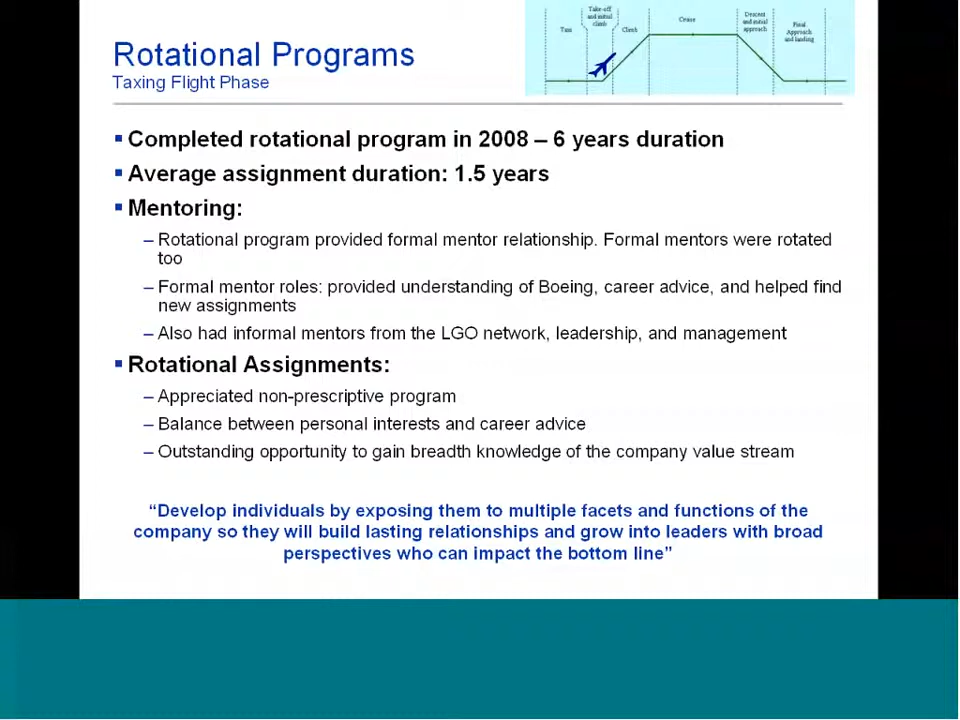 Rotational Programs
Taxing Flight Phase
Taxi
Take-off
and initial
climb
Climb
Cruise
Descent
and initial
approach
Final
Approach
and landing
Completed rotational program in 2008 – 6 years duration
Average assignment duration: 1.5 years
Mentoring:
– Rotational program provided formal mentor relationship. Formal mentors were rotated
too
– Formal mentor roles: provided understanding of Boeing, career advice, and helped find
new assignments
– Also had informal mentors from the LGO network, leadership, and management
Rotational Assignments:
– Appreciated non-prescriptive program
– Balance between personal interests and career advice
– Outstanding opportunity to gain breadth knowledge of the company value stream
“Develop individuals by exposing them to multiple facets and functions of the
company so they will build lasting relationships and grow into leaders with broad
perspectives who can impact the bottom line”